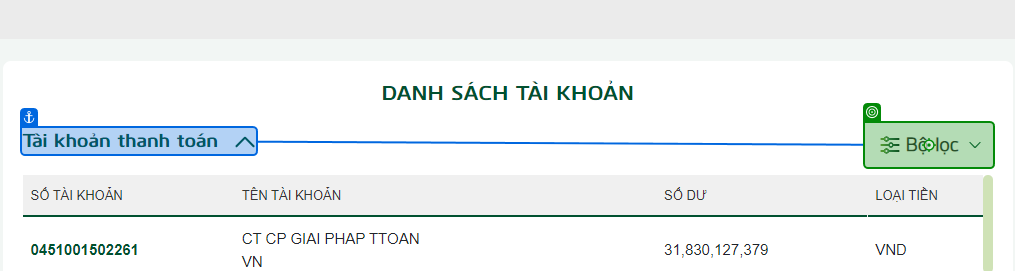 DANH SÁCH TÀI KHOẢN
Tài khoản thanh toán
Bộ lọc
SỐ TÀI KHOẢN TÊN TÀI KHOẢN SỐ DƯ LOẠI TIỀN
0451001502261 CT CP GIAI PHAP TTOAN VN 31,830,127,379 VND